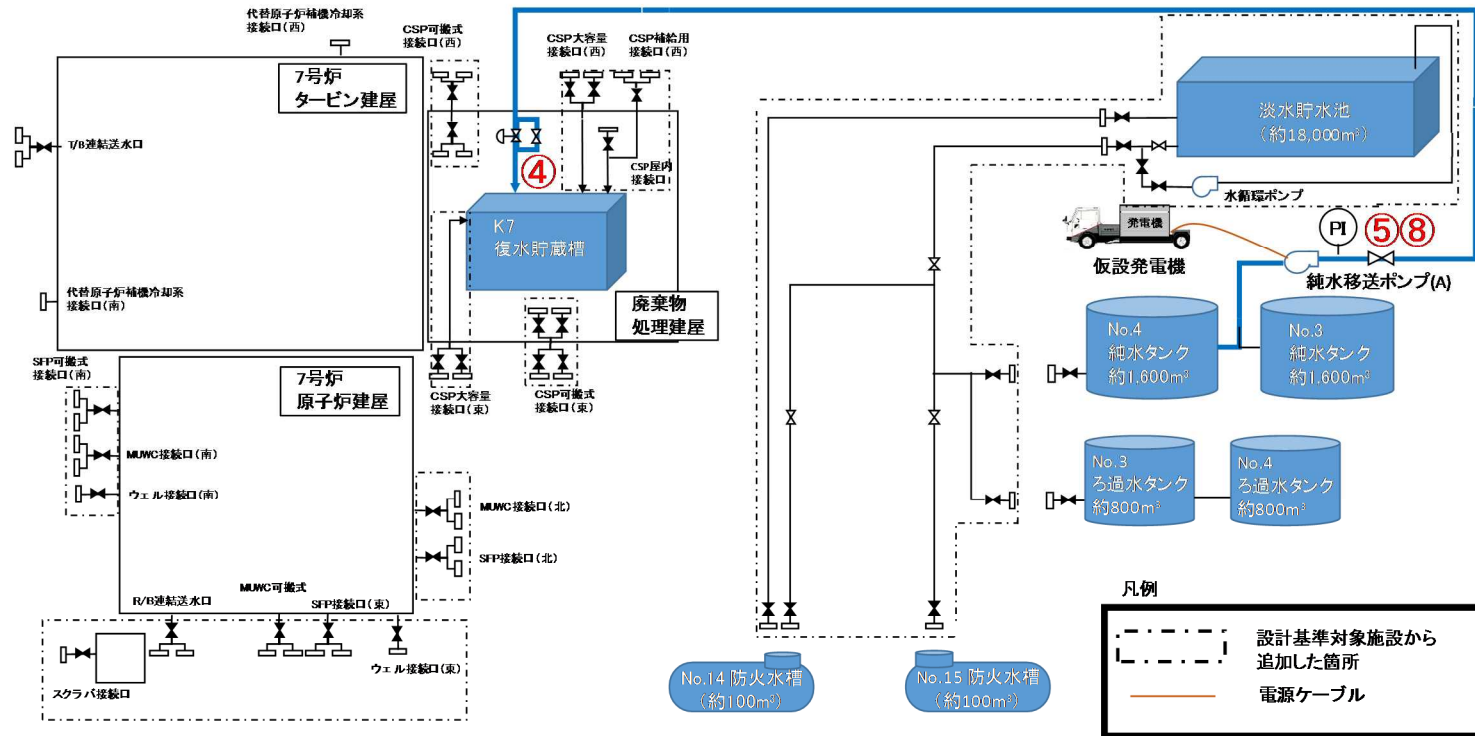 代替原子炉補機冷却系
接続口(西)
CSP可搬式
接続口(西)
CSP大容量
接続口(西)
CSP補給用
接続口(西)
7号炉
タービン建屋
T/B連結送水口
代替原子炉補機冷却系
接続口(南)
④
CSP屋内
接続口
K7
復水貯蔵槽
廃棄物
処理建屋
CSP大容量
接続口(東)
CSP可搬式
接続口(東)
淡水貯水池
(約18,000m³)
水循環ポンプ
発電機
仮設発電機
PI
⑤⑧
純水移送ポンプ(A)
No.4
純水タンク
約1,600m³
No.3
純水タンク
約1,600m³
No.3
ろ過水タンク
約800m³
No.4
ろ過水タンク
約800m³
SFP可搬式
接続口(南)
7号炉
原子炉建屋
MUWC接続口(南)
ウェル接続口(南)
MUWC接続口(北)
SFP接続口(北)
R/B連結送水口
MUWC可搬式
SFP接続口(東)
ウェル接続口(東)
スクラバ接続口
No.14 防火水槽
(約100m³)
No.15 防火水槽
(約100m³)
凡例
設計基準対象施設から
追加した箇所
電源ケーブル